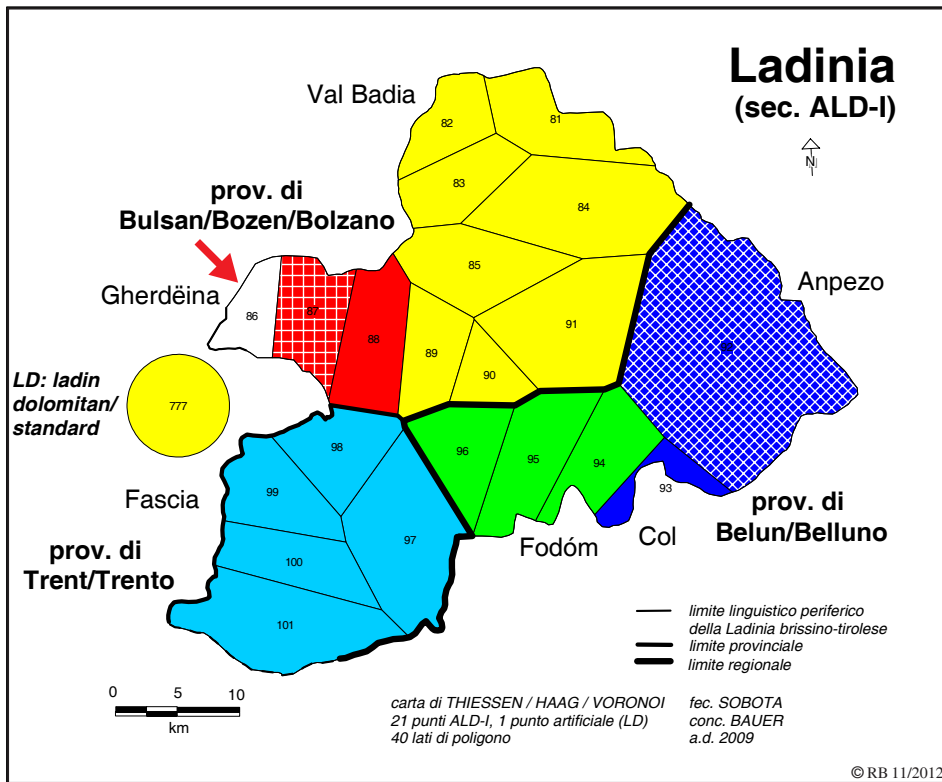 Ladinia
(sec. ALD-I)
N
Val Badia
82
81
83
84
prov. di
Bulsan/Bozen/Bolzano
85
Gherdëina
Anpezo
86
87
88
91
89
90
LD: ladin
dolomitan/
standard
777
98
96
95
94
99
93
Fascia
97
prov. di
Belun/Belluno
Fodóm
Col
prov. di
Trent/Trento
100
101
limite linguistico periferico
della Ladinia brissino-tirolese
limite provinciale
limite regionale
0 5 10
km
carta di THIESSEN / HAAG / VORONOI
21 punti ALD-I, 1 punto artificiale (LD)
40 lati di poligono
fec. SOBOTA
conc. BAUER
a.d. 2009
© RB 11/2012